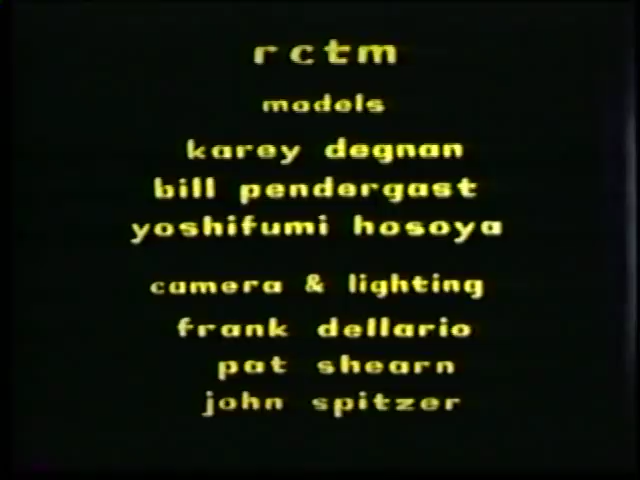 rctm
models
karey degnan
bill pendergast
yoshifumi hosoya
camera & lighting
frank dellario
pat shearn
john spitzer